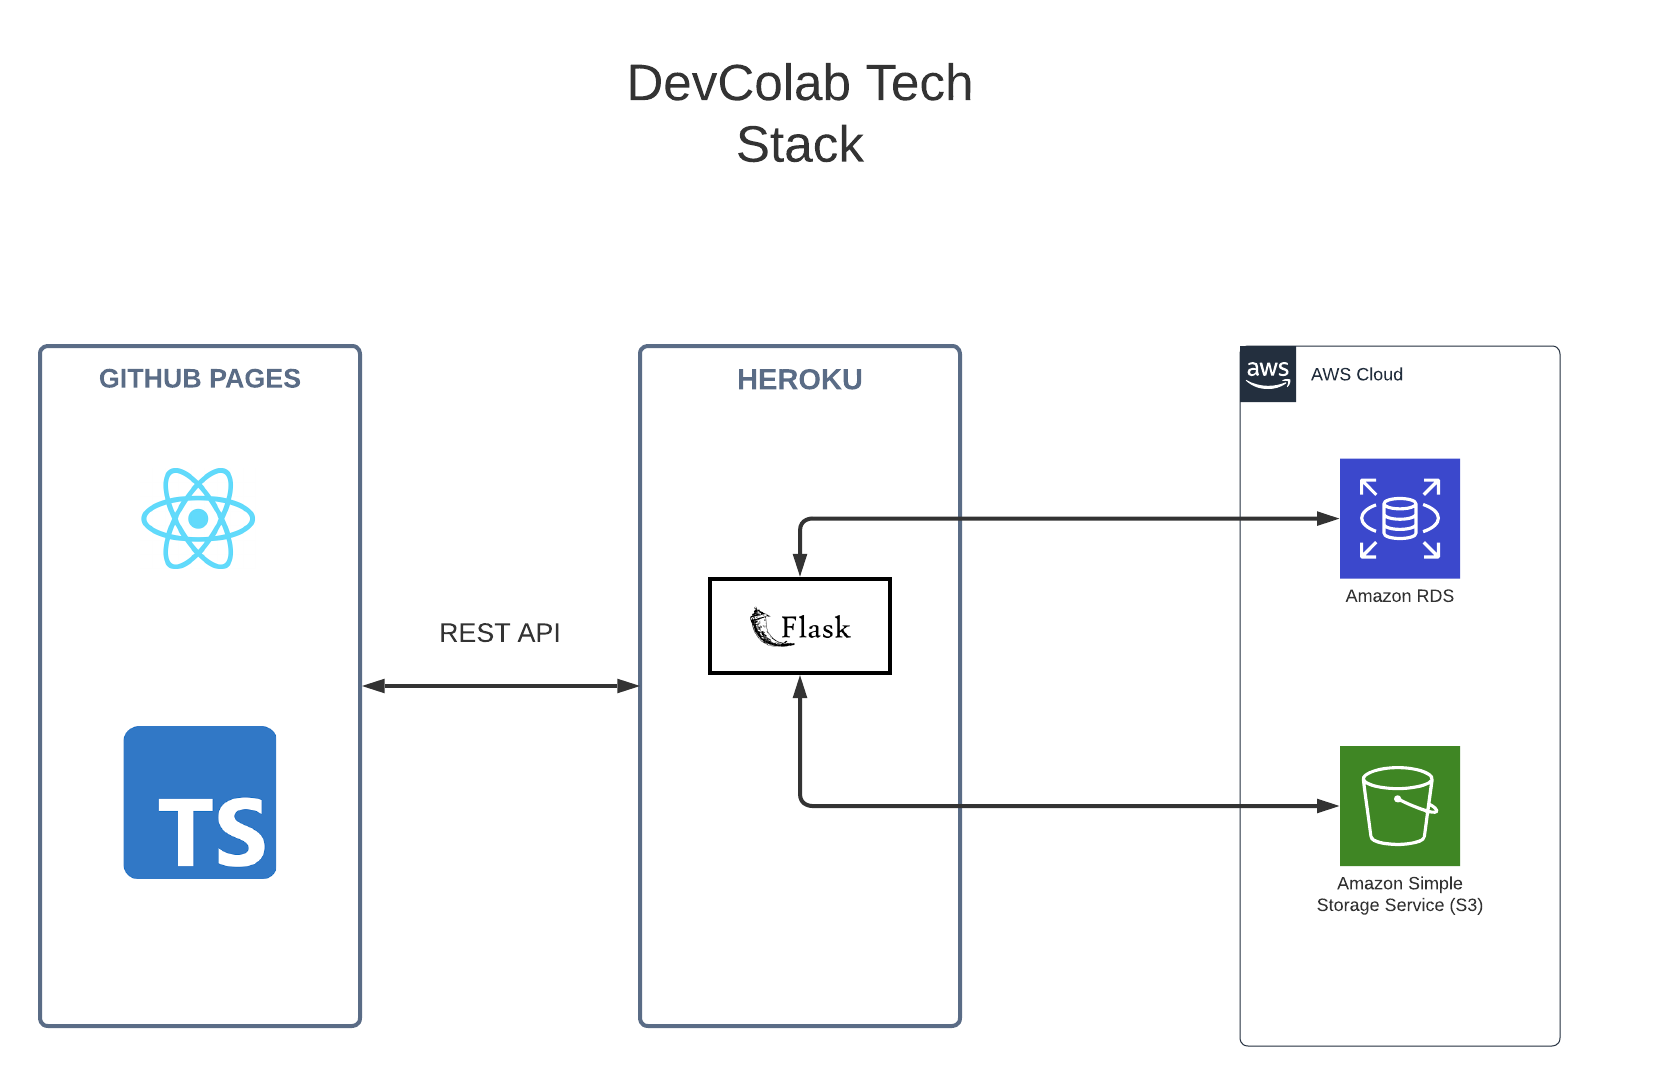 DevColab Tech
Stack
GITHUB PAGES
TS
REST API
HEROKU
Flask
aws
AWS Cloud
Amazon RDS
Amazon Simple
Storage Service (S3)